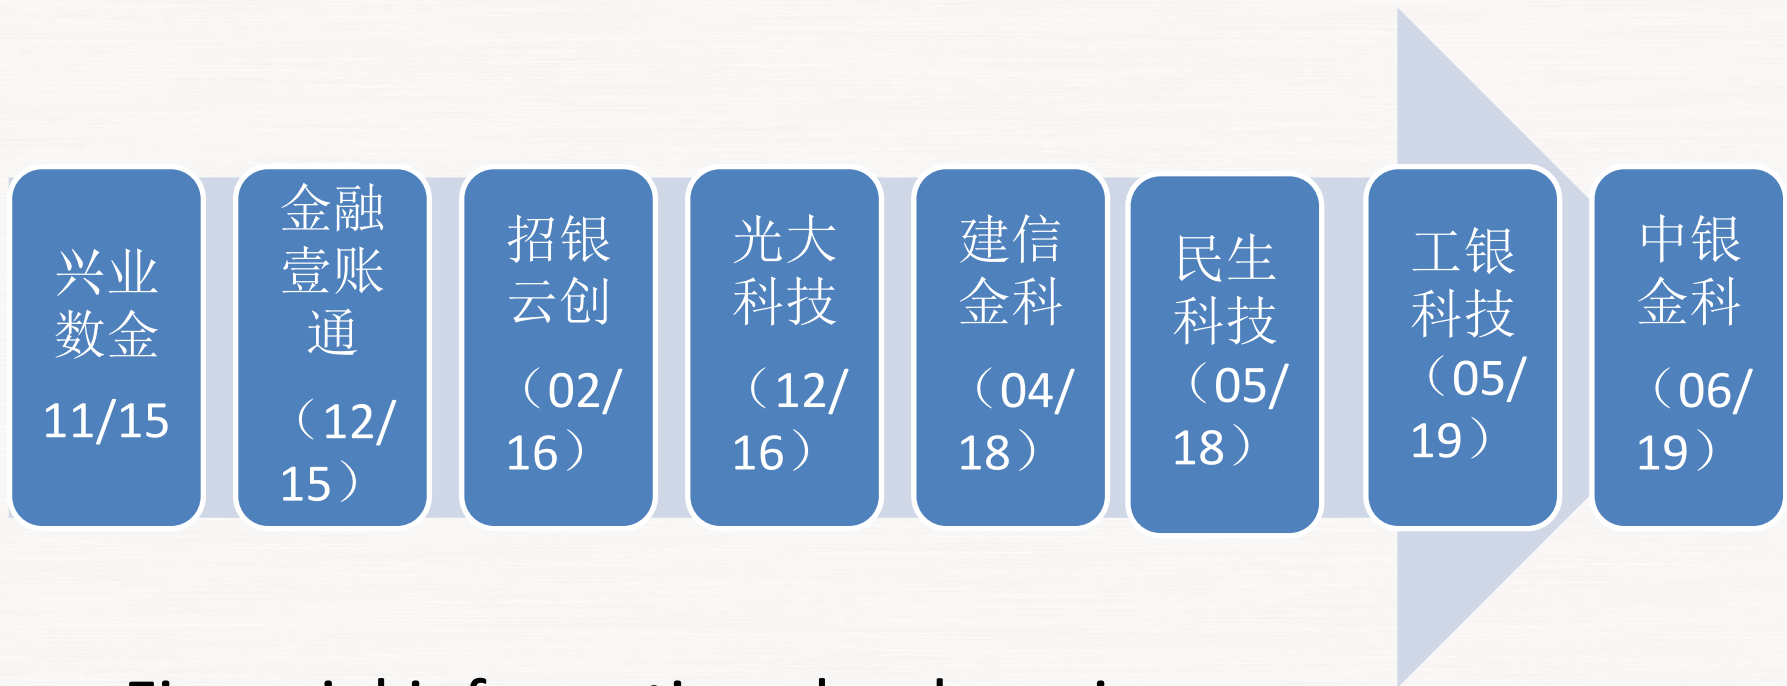 兴业
数金
11/15
金融
壹账
通
（12/
15）
招银
云创
（02/
16）
光大
科技
（12/
16）
建信
金科
（04/
18）
民生
科技
（05/
18）
工银
科技
（05/
19）
中银
金科
（06/
19）